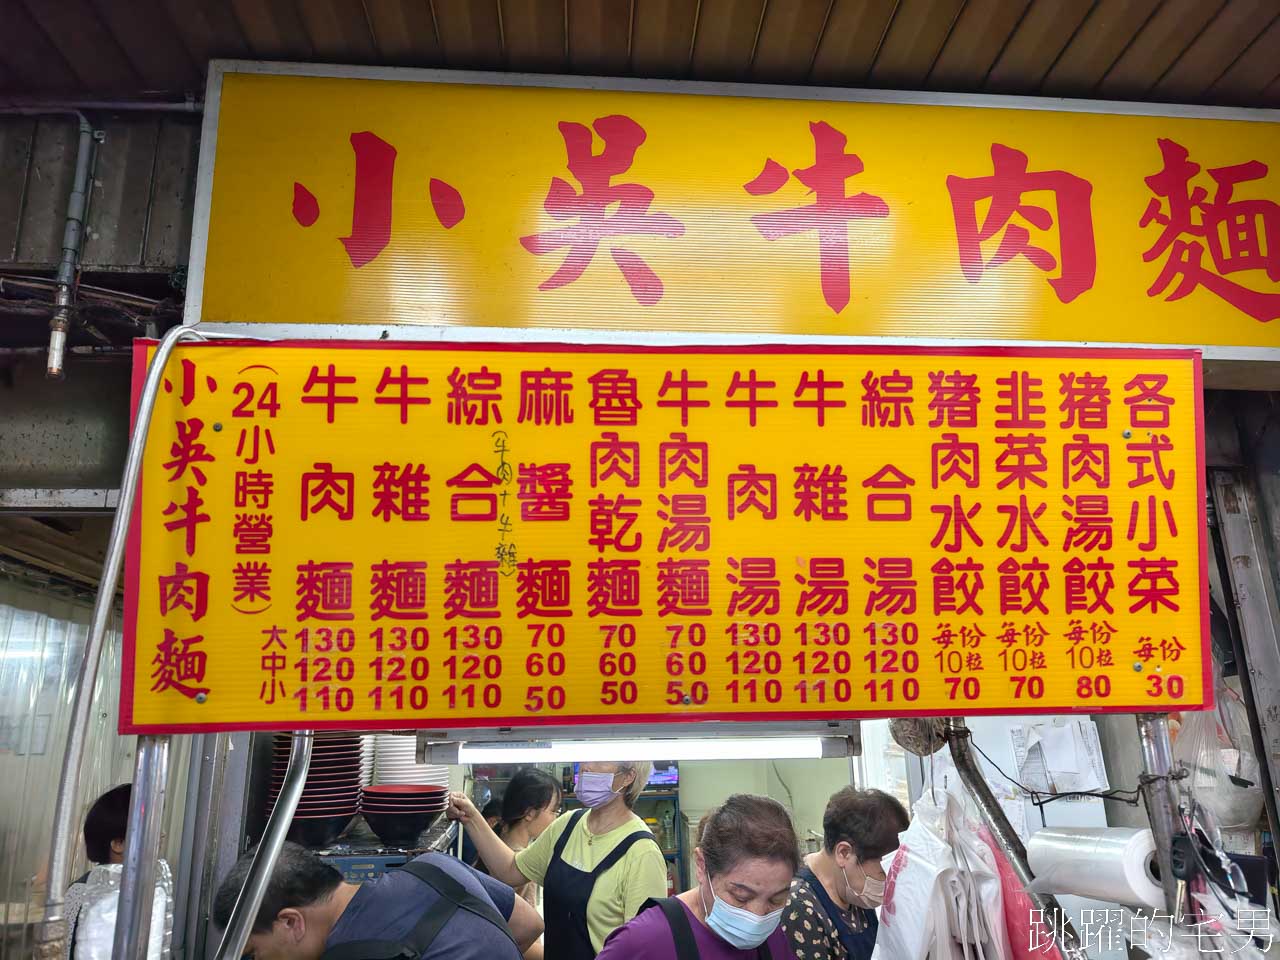 小吳牛肉麵
小吳牛肉麵
（24小時營業）
大 中 小
牛肉麵 130 120 110
牛雜麵 130 120 110
綜合麵 130 120 110
（牛肉+牛雜）
麻醬麵 70 60 50
魯肉乾麵 70 60 50
牛肉湯麵 70 60 50
牛肉湯 130 120 110
牛雜湯 130 120 110
綜合湯 130 120 110
豬肉水餃 每份 10粒 70
韭菜水餃 每份 10粒 70
豬肉湯餃 每份 10粒 80
各式小菜 每份 30
跳躍的宅男